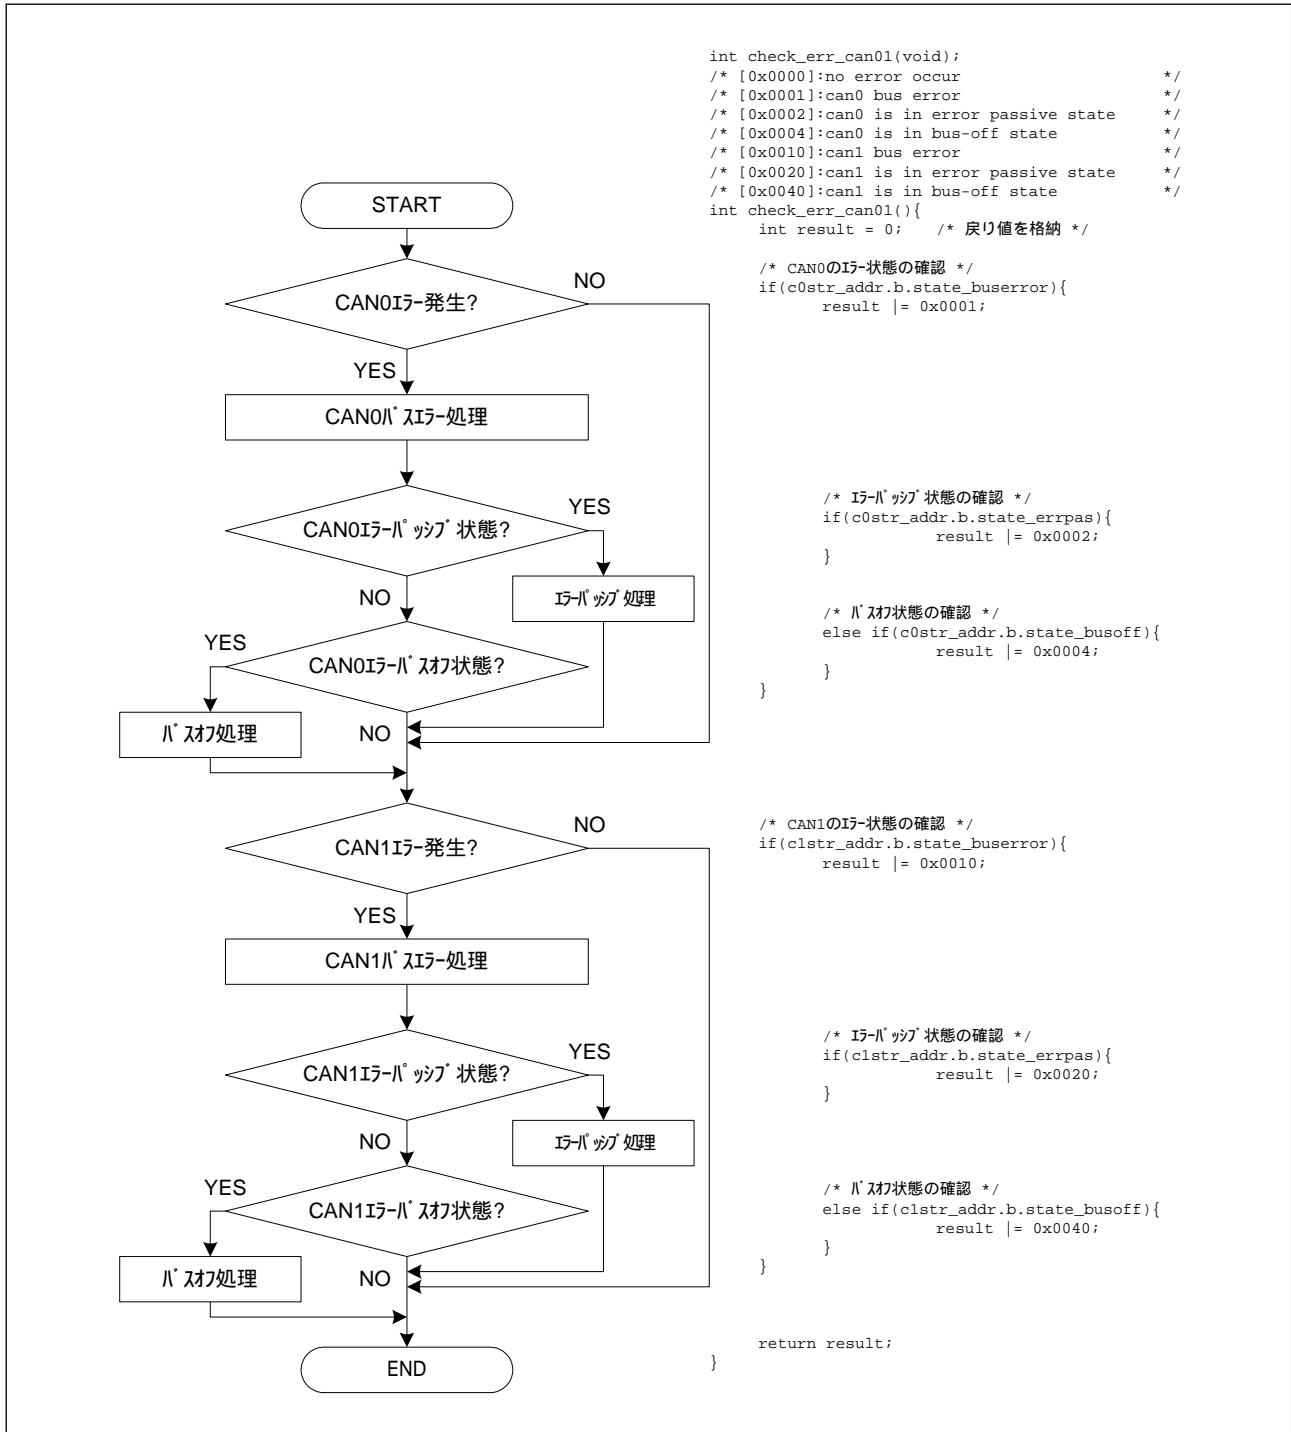 int check_err_can01(void);
/* [0x0000]:no error occur */
/* [0x0001]:can0 bus error */
/* [0x0002]:can0 is in error passive state */
/* [0x0004]:can0 is in bus-off state */
/* [0x0010]:can1 bus error */
/* [0x0020]:can1 is in error passive state */
/* [0x0040]:can1 is in bus-off state */
int check_err_can01(){
int result = 0; /* 戻り値を格納 */
/* CAN0のｴﾗｰ状態の確認 */
if(c0str_addr.b.state_buserror){
result |= 0x0001;
/* ｴﾗｰﾊﾟｯｼﾌﾞ状態の確認 */
if(c0str_addr.b.state_errpas){
result |= 0x0002;
}
/* ﾊﾞｽｵﾌ状態の確認 */
else if(c0str_addr.b.state_busoff){
result |= 0x0004;
}
}
/* CAN1のｴﾗｰ状態の確認 */
if(c1str_addr.b.state_buserror){
result |= 0x0010;
/* ｴﾗｰﾊﾟｯｼﾌﾞ状態の確認 */
if(c1str_addr.b.state_errpas){
result |= 0x0020;
}
/* ﾊﾞｽｵﾌ状態の確認 */
else if(c1str_addr.b.state_busoff){
result |= 0x0040;
}
}
return result;
}
START
CAN0ｴﾗｰ発生?
NO
YES
CAN0ﾊﾞｽｴﾗｰ処理
CAN0ｴﾗｰﾊﾟｯｼﾌﾞ状態?
YES
ｴﾗｰﾊﾟｯｼﾌﾞ処理
NO
YES
CAN0ｴﾗｰﾊﾞｽｵﾌ状態?
ﾊﾞｽｵﾌ処理
NO
CAN1ｴﾗｰ発生?
NO
YES
CAN1ﾊﾞｽｴﾗｰ処理
CAN1ｴﾗｰﾊﾟｯｼﾌﾞ状態?
YES
ｴﾗｰﾊﾟｯｼﾌﾞ処理
NO
YES
CAN1ｴﾗｰﾊﾞｽｵﾌ状態?
ﾊﾞｽｵﾌ処理
NO
END